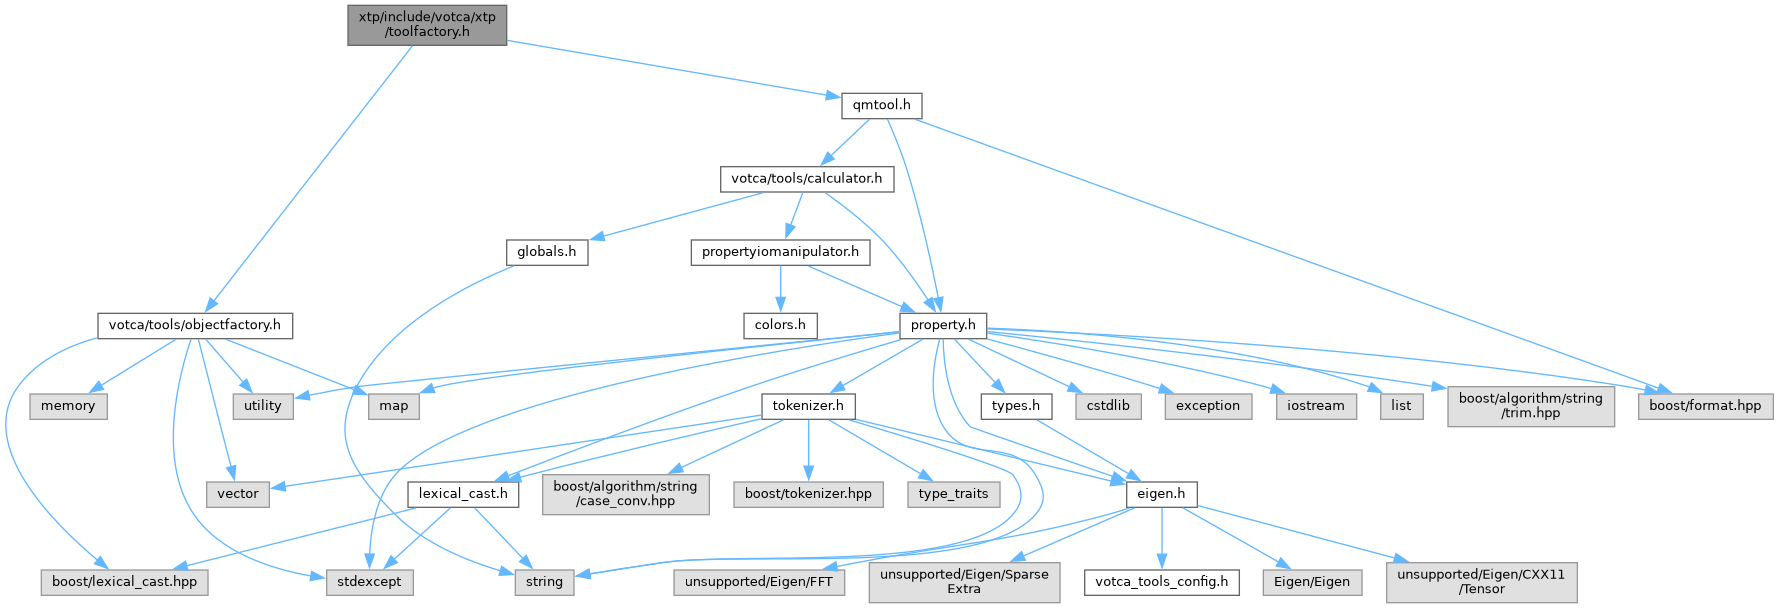 xtp/include/votca/xtp
/toolfactory.h
qmtool.h
votca/tools/calculator.h
globals.h
propertyiomanipulator.h
votca/tools/objectfactory.h
colors.h
property.h
memory
utility
map
tokenizer.h
types.h
cstdlib
exception
iostream
list
boost/algorithm/string
/trim.hpp
boost/format.hpp
vector
lexical_cast.h
boost/algorithm/string
/case_conv.hpp
boost/tokenizer.hpp
type_traits
eigen.h
boost/lexical_cast.hpp
stdexcept
string
unsupported/Eigen/FFT
unsupported/Eigen/Sparse
Extra
votca_tools_config.h
Eigen/Eigen
unsupported/Eigen/CXX11
/Tensor